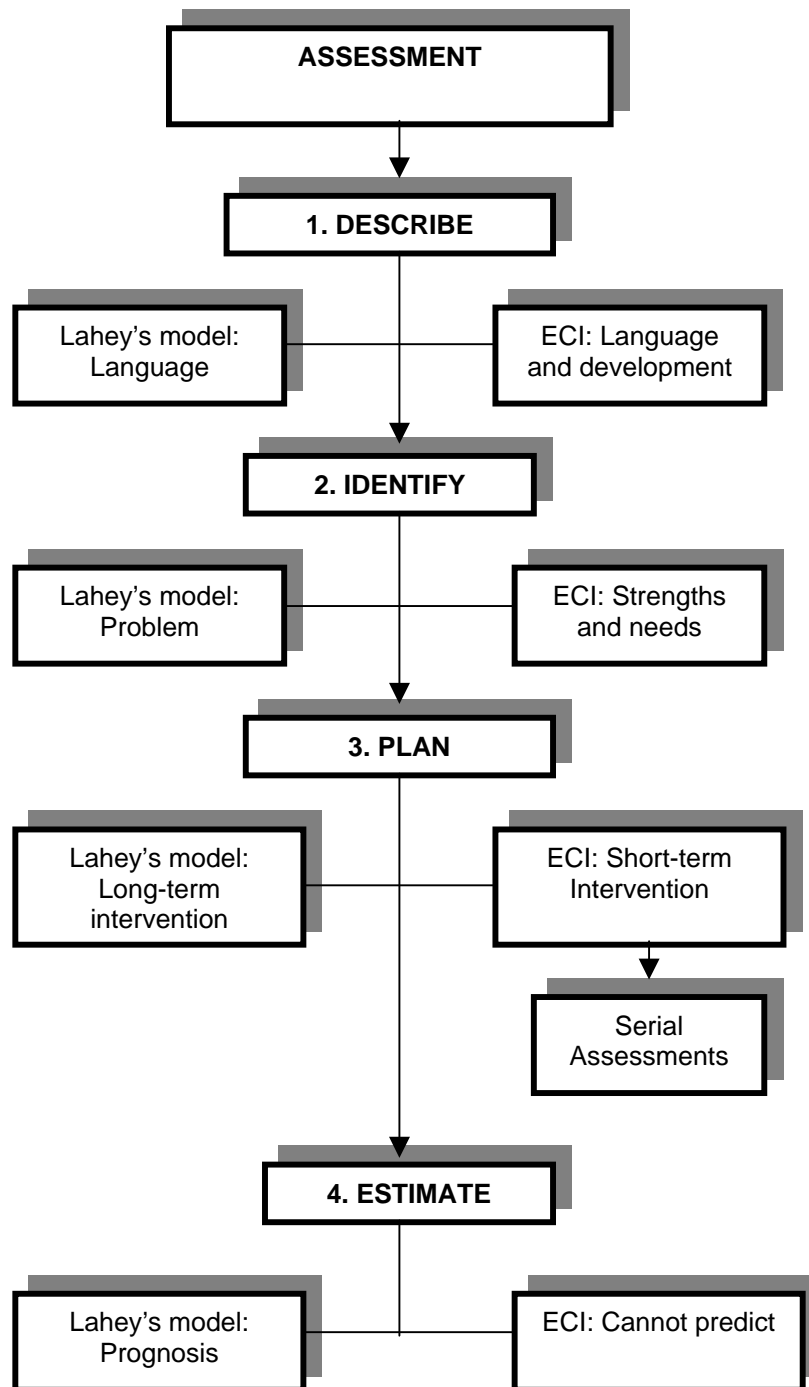 ASSESSMENT
1. DESCRIBE
Lahey’s model:
Language
ECI: Language
and development
2. IDENTIFY
Lahey’s model:
Problem
ECI: Strengths
and needs
3. PLAN
Lahey’s model:
Long-term
intervention
ECI: Short-term
Intervention
Serial
Assessments
4. ESTIMATE
Lahey’s model:
Prognosis
ECI: Cannot predict